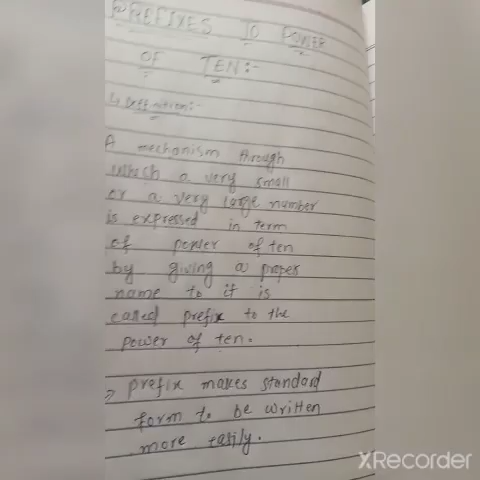 PREFIXES TO POWER
OF TEN:-
↳ Deffinition:-
A mechanism through
which a very small
or a very large number
is expressed in term
of power of ten
by giving a proper
name to it is
called prefix to the
power of ten.
⇒ prefix makes standard
form to be written
more easily.
XRecorder